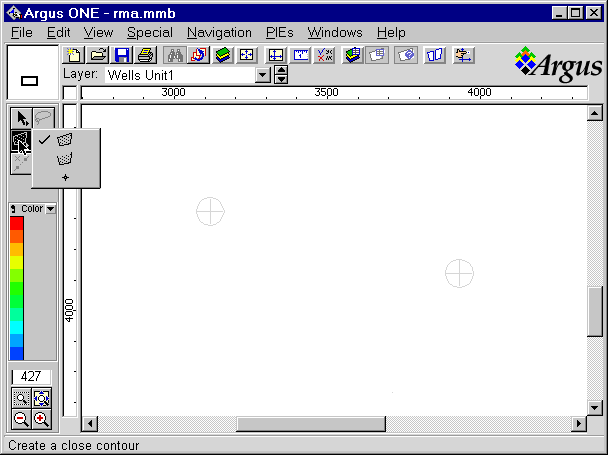 Argus ONE - rma.mmb
File Edit View Special Navigation PIEs Windows Help
Argus
Layer: Wells Unit1
3000 3500 4000
Color
4000
427
Create a close contour